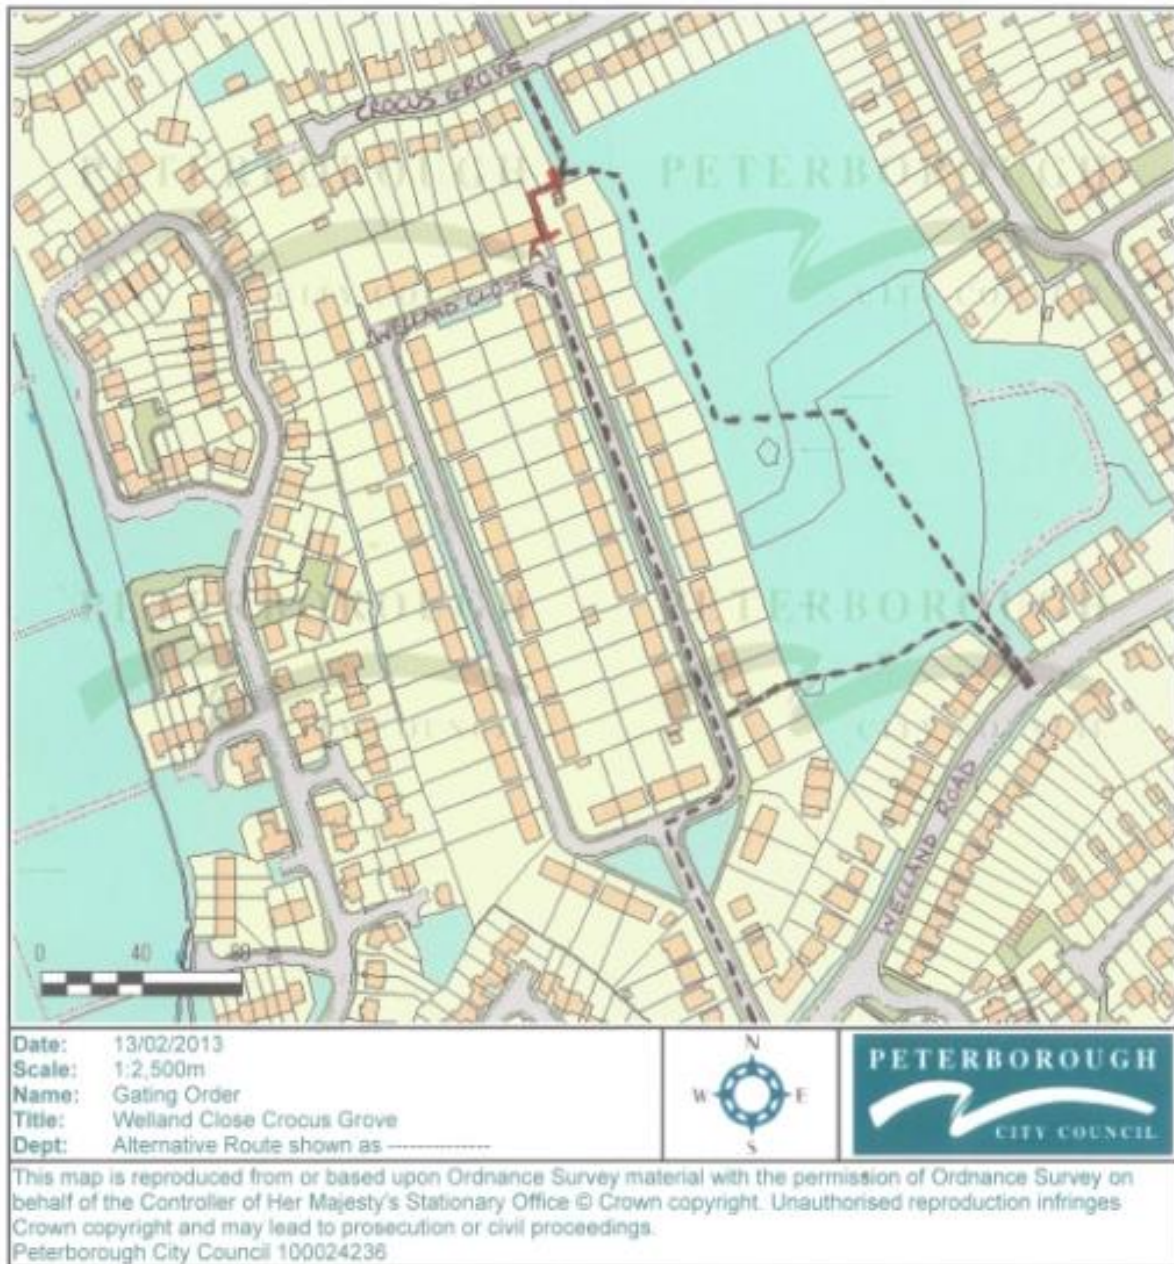 CROCUS GROVE
PETERBOROUGH
PETERBOROUGH
WELLAND CLOSE
PETERBOROUGH
PETERBOROUGH
WELLAND ROAD
0 40 80
Date: 13/02/2013
Scale: 1:2,500m
Name: Gating Order
Title: Welland Close Crocus Grove
Dept: Alternative Route shown as --------------
N
W E
S
PETERBOROUGH
CITY COUNCIL
This map is reproduced from or based upon Ordnance Survey material with the permission of Ordnance Survey on
behalf of the Controller of Her Majesty's Stationary Office © Crown copyright. Unauthorised reproduction infringes
Crown copyright and may lead to prosecution or civil proceedings.
Peterborough City Council 100024236